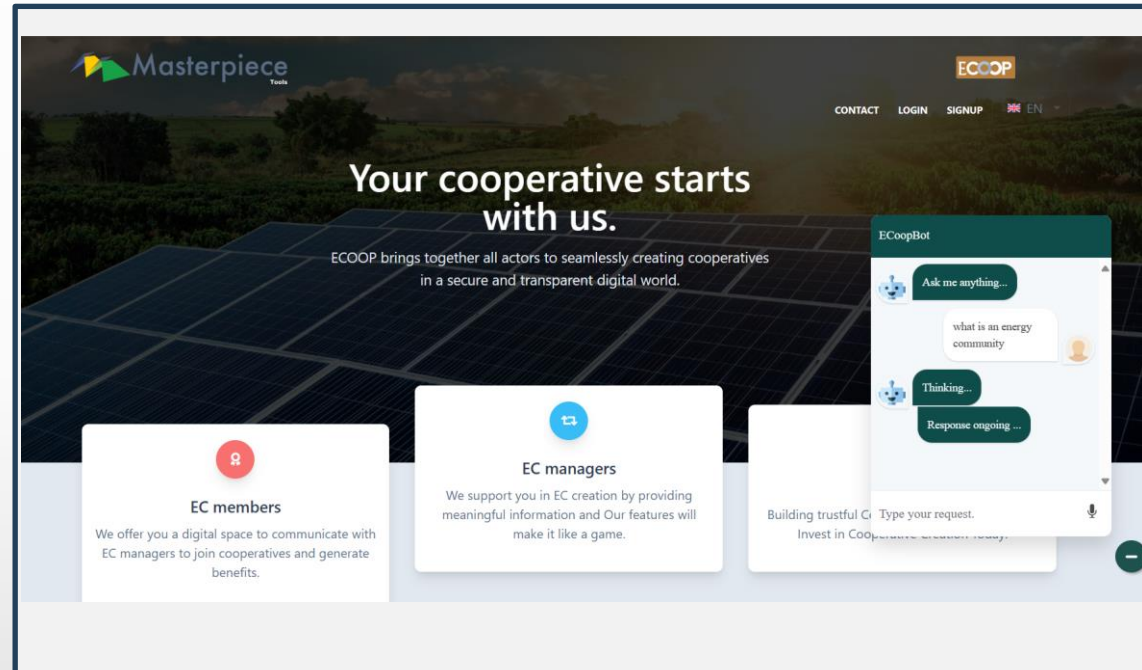 Masterpiece
Tools
ECOOP
CONTACT LOGIN SIGNUP EN
Your cooperative starts
with us.
ECOOP brings together all actors to seamlessly creating cooperatives
in a secure and transparent digital world.
EC members
We offer you a digital space to communicate with
EC managers to join cooperatives and generate
benefits.
EC managers
We support you in EC creation by providing
meaningful information and Our features will
make it like a game.
Building trustful
Invest in Cooperative Creation Today.
ECoopBot
Ask me anything...
what is an energy
community
Thinking...
Response ongoing ...
Type your request.